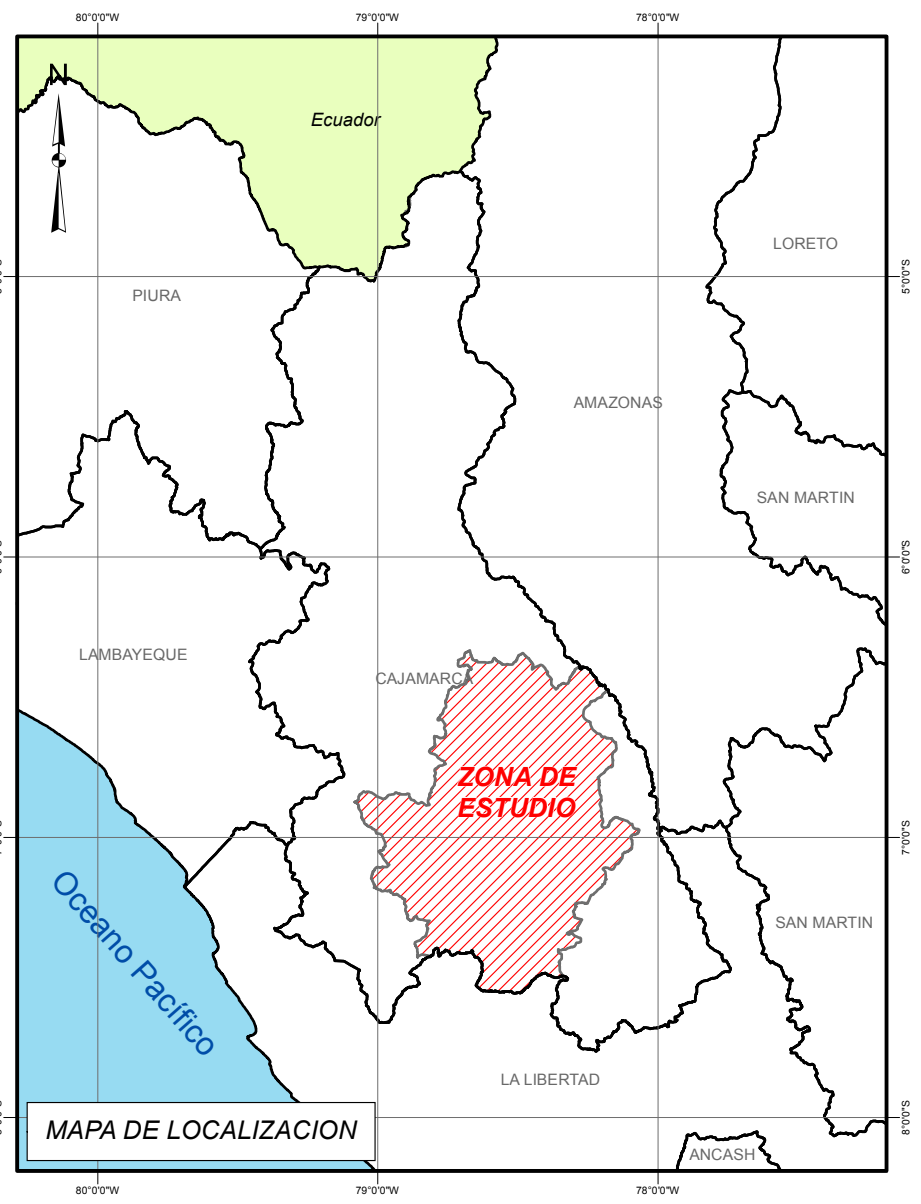 80°0'0"W
79°0'0"W
78°0'0"W
N
Ecuador
LORETO
5°0'0"S
PIURA
AMAZONAS
SAN MARTIN
6°0'0"S
LAMBAYEQUE
CAJAMARCA
ZONA DE
ESTUDIO
7°0'0"S
Oceano Pacífico
SAN MARTIN
LA LIBERTAD
8°0'0"S
MAPA DE LOCALIZACION
ANCASH
80°0'0"W
79°0'0"W
78°0'0"W